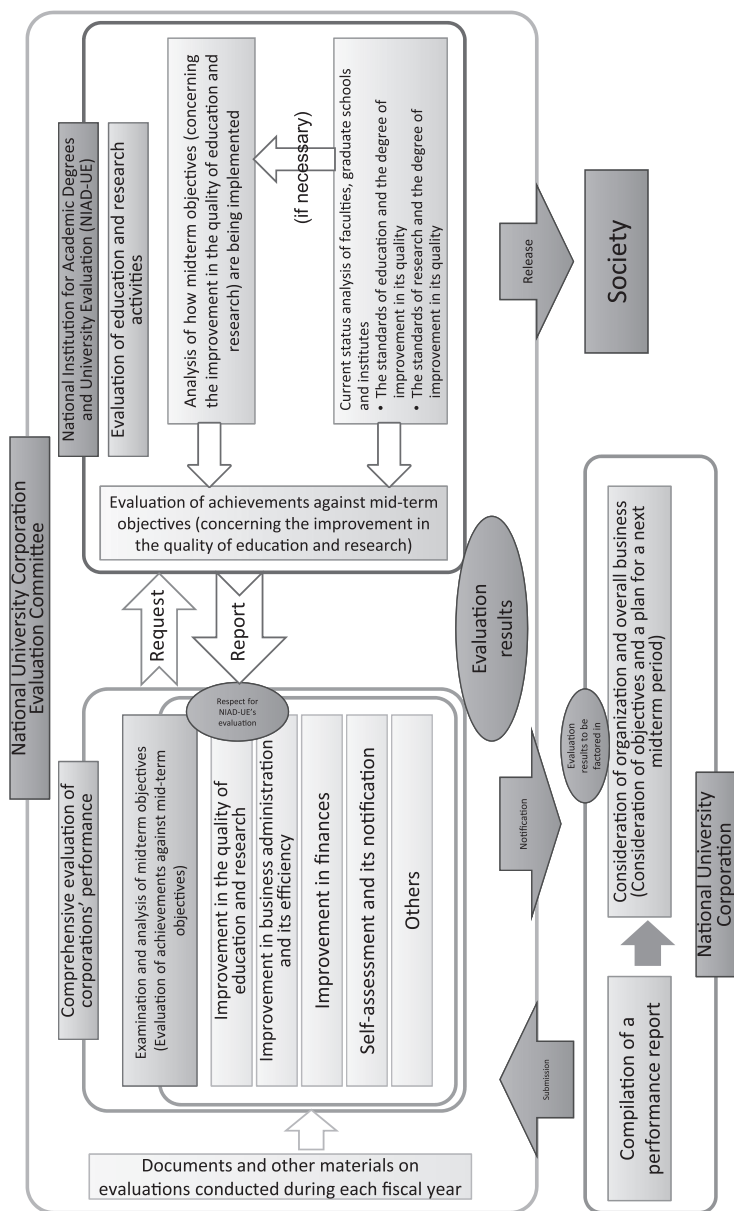 National University Corporation
Evaluation Committee
Comprehensive evaluation of
corporations’ performance
Examination and analysis of midterm objectives
(Evaluation of achievements against mid-term
objectives)
Improvement in the quality of
education and research
Improvement in business administration
and its efficiency
Improvement in finances
Self-assessment and its notification
Others
Documents and other materials on
evaluations conducted during each fiscal year
Respect for
NIAD-UE’s
evaluation
Request
Report
National Institution for Academic Degrees
and University Evaluation (NIAD-UE)
Evaluation of education and research
activities
Evaluation of achievements against mid-term
objectives (concerning the improvement in
the quality of education and research)
Analysis of how midterm objectives (concerning
the improvement in the quality of education and
research) are being implemented
(if necessary)
Current status analysis of faculties, graduate schools
and institutes
• The standards of education and the degree of
improvement in its quality
• The standards of research and the degree of
improvement in its quality
Evaluation
results
Submission
Notification
Release
Compilation of a
performance report
Evaluation
results to be
factored in
Consideration of organization and overall business
(Consideration of objectives and a plan for a next
midterm period)
National University
Corporation
Society